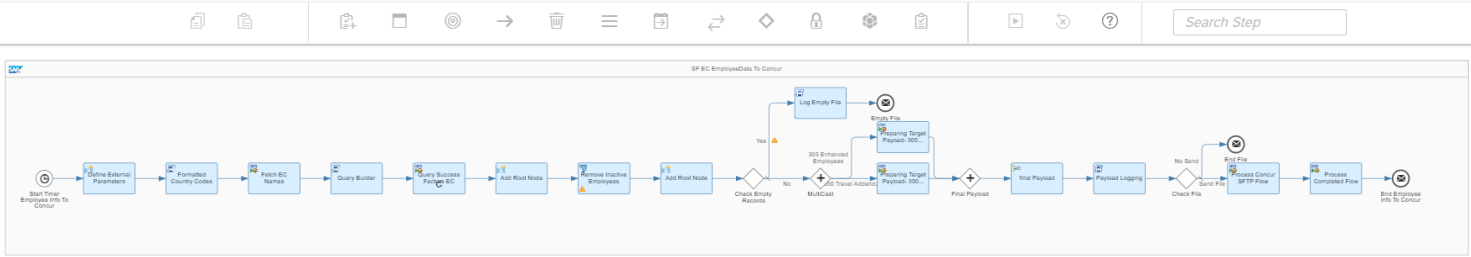 Search Step
SAP
SF EC EmployeeData To Concur
Start Timer
Employee Info To
Concur
Define External
Parameters
Formatted
Country Codes
Fetch EC
Names
Query Builder
Query Success
Factors EC
Add Root Node
Remove Inactive
Employees
Add Root Node
Check Empty
Records
Yes
No
Log Empty File
Empty File
MultiCast
305 Enhanced
Employees
350 Travel Addendu
Preparing Target
Payload- 305...
Preparing Target
Payload- 350...
Final Payload
final Payload
Payload Logging
Check File
No Send
Send File
End File
Process Concur
SFTP Flow
Process
Completed Flow
End Employee
Info To Concur